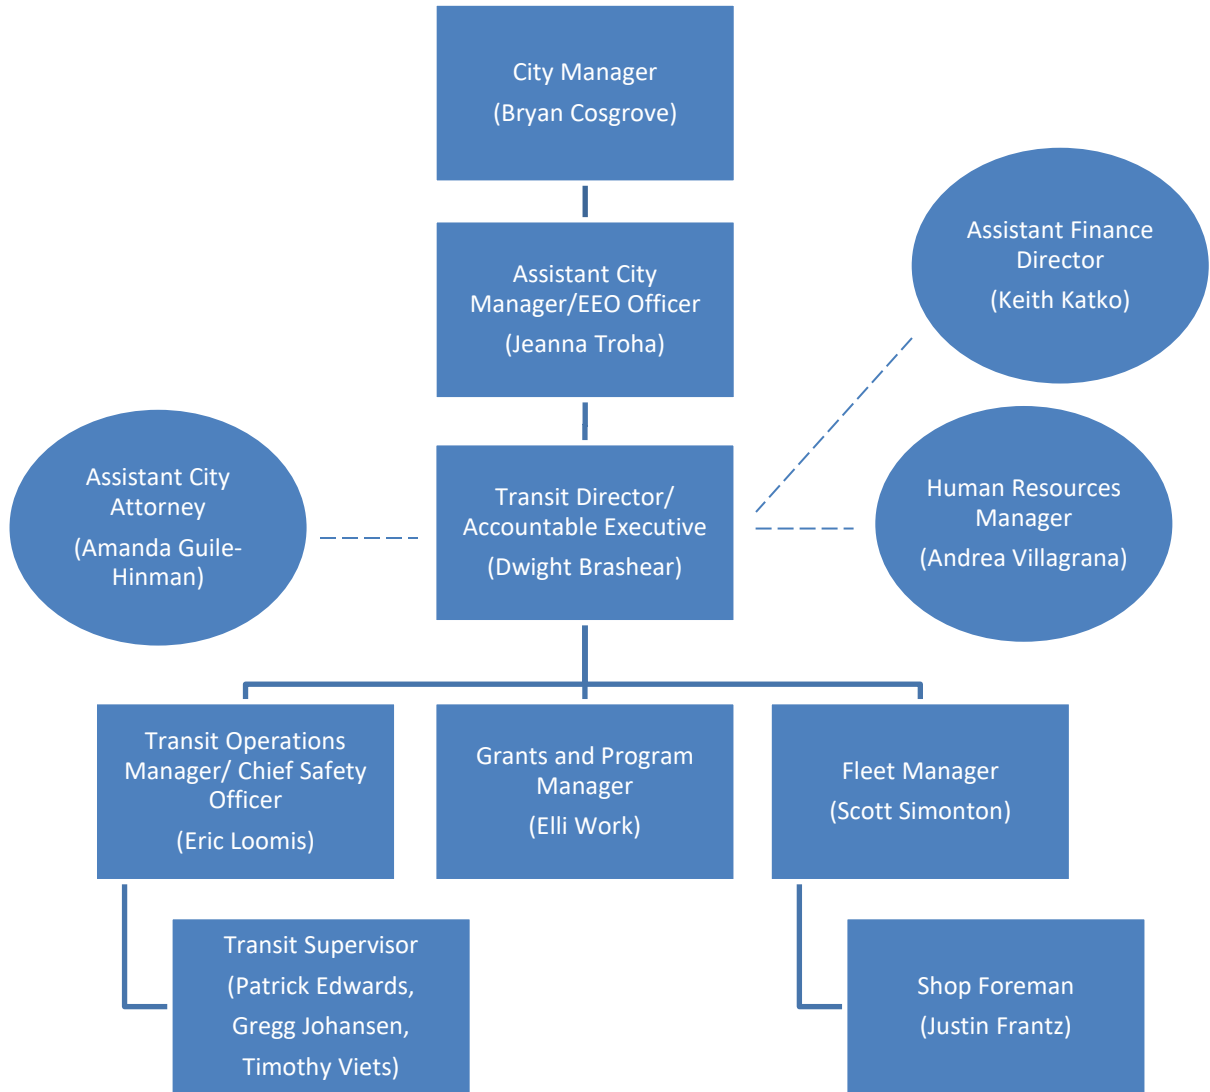 City Manager
(Bryan Cosgrove)
Assistant Finance
Director
(Keith Katko)
Assistant City
Manager/EEO Officer
(Jeanna Troha)
Assistant City
Attorney
(Amanda Guile-
Hinman)
Transit Director/
Accountable Executive
(Dwight Brashear)
Human Resources
Manager
(Andrea Villagrana)
Transit Operations
Manager/ Chief Safety
Officer
(Eric Loomis)
Grants and Program
Manager
(Elli Work)
Fleet Manager
(Scott Simonton)
Transit Supervisor
(Patrick Edwards,
Gregg Johansen,
Timothy Viets)
Shop Foreman
(Justin Frantz)